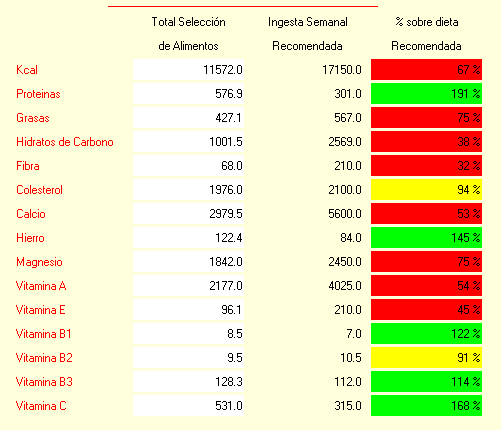 Total Selección Ingesta Semanal % sobre dieta
de Alimentos Recomendada Recomendada
Kcal 11572.0 17150.0 67 %
Proteinas 576.9 301.0 191 %
Grasas 427.1 567.0 75 %
Hidratos de Carbono 1001.5 2569.0 38 %
Fibra 68.0 210.0 32 %
Colesterol 1976.0 2100.0 94 %
Calcio 2979.5 5600.0 53 %
Hierro 122.4 84.0 145 %
Magnesio 1842.0 2450.0 75 %
Vitamina A 2177.0 4025.0 54 %
Vitamina E 96.1 210.0 45 %
Vitamina B1 8.5 7.0 122 %
Vitamina B2 9.5 10.5 91 %
Vitamina B3 128.3 112.0 114 %
Vitamina C 531.0 315.0 168 %